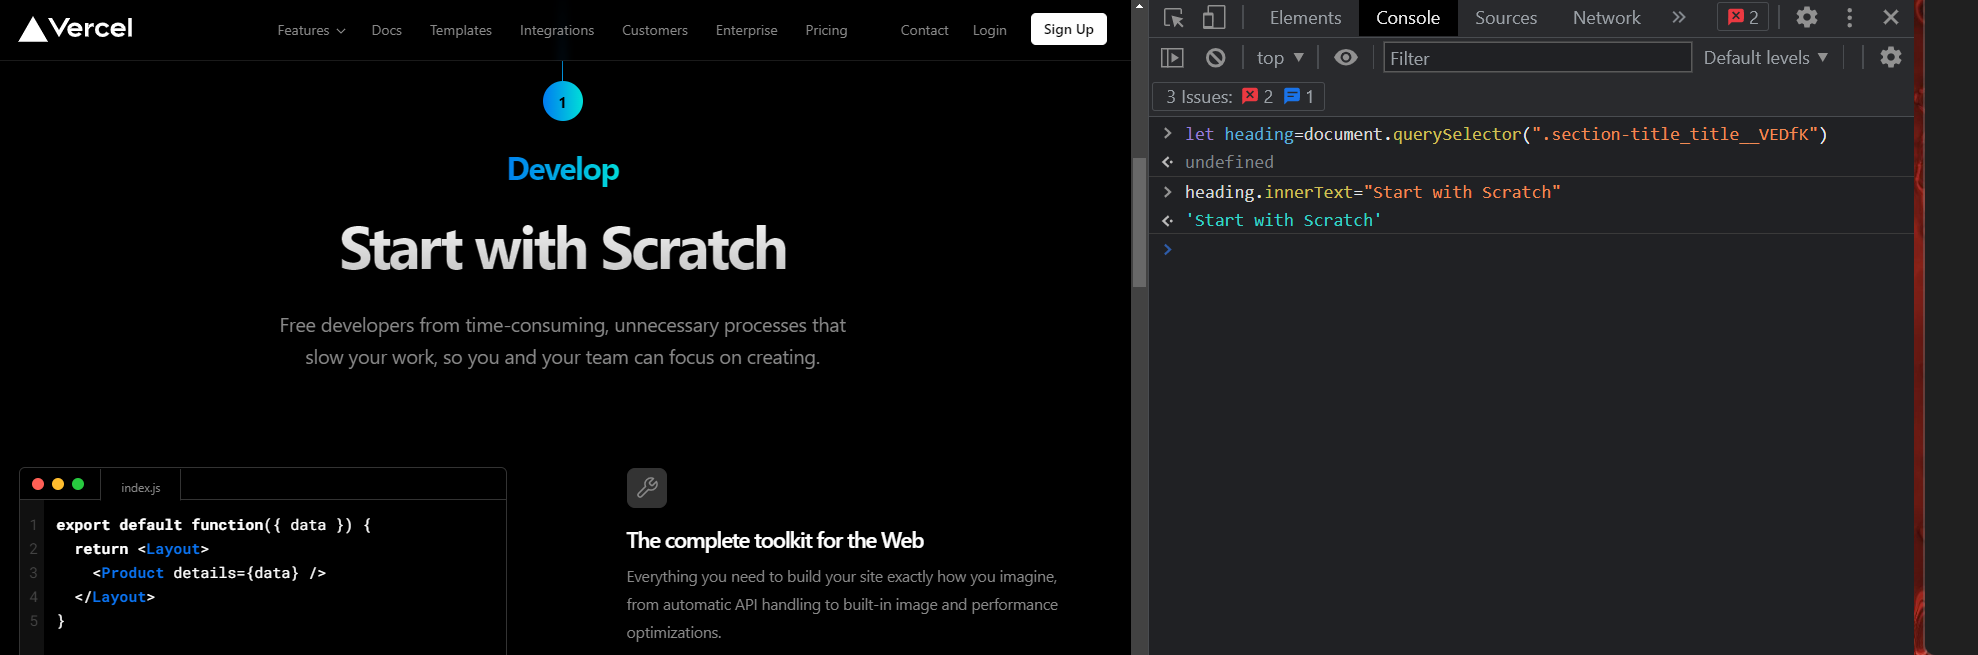 Vercel
Features Docs Templates Integrations Customers Enterprise Pricing Contact Login Sign Up
1
Develop
Start with Scratch
Free developers from time-consuming, unnecessary processes that
slow your work, so you and your team can focus on creating.
index.js
1 export default function({ data }) {
2 return <Layout>
3 <Product details={data} />
4 </Layout>
5 }
The complete toolkit for the Web
Everything you need to build your site exactly how you imagine,
from automatic API handling to built-in image and performance
optimizations.
Elements Console Sources Network » 2
top ▼ Filter Default levels ▼
3 Issues: 2 1
let heading=document.querySelector(".section-title_title__VEDfK")
undefined
heading.innerText="Start with Scratch"
'Start with Scratch'